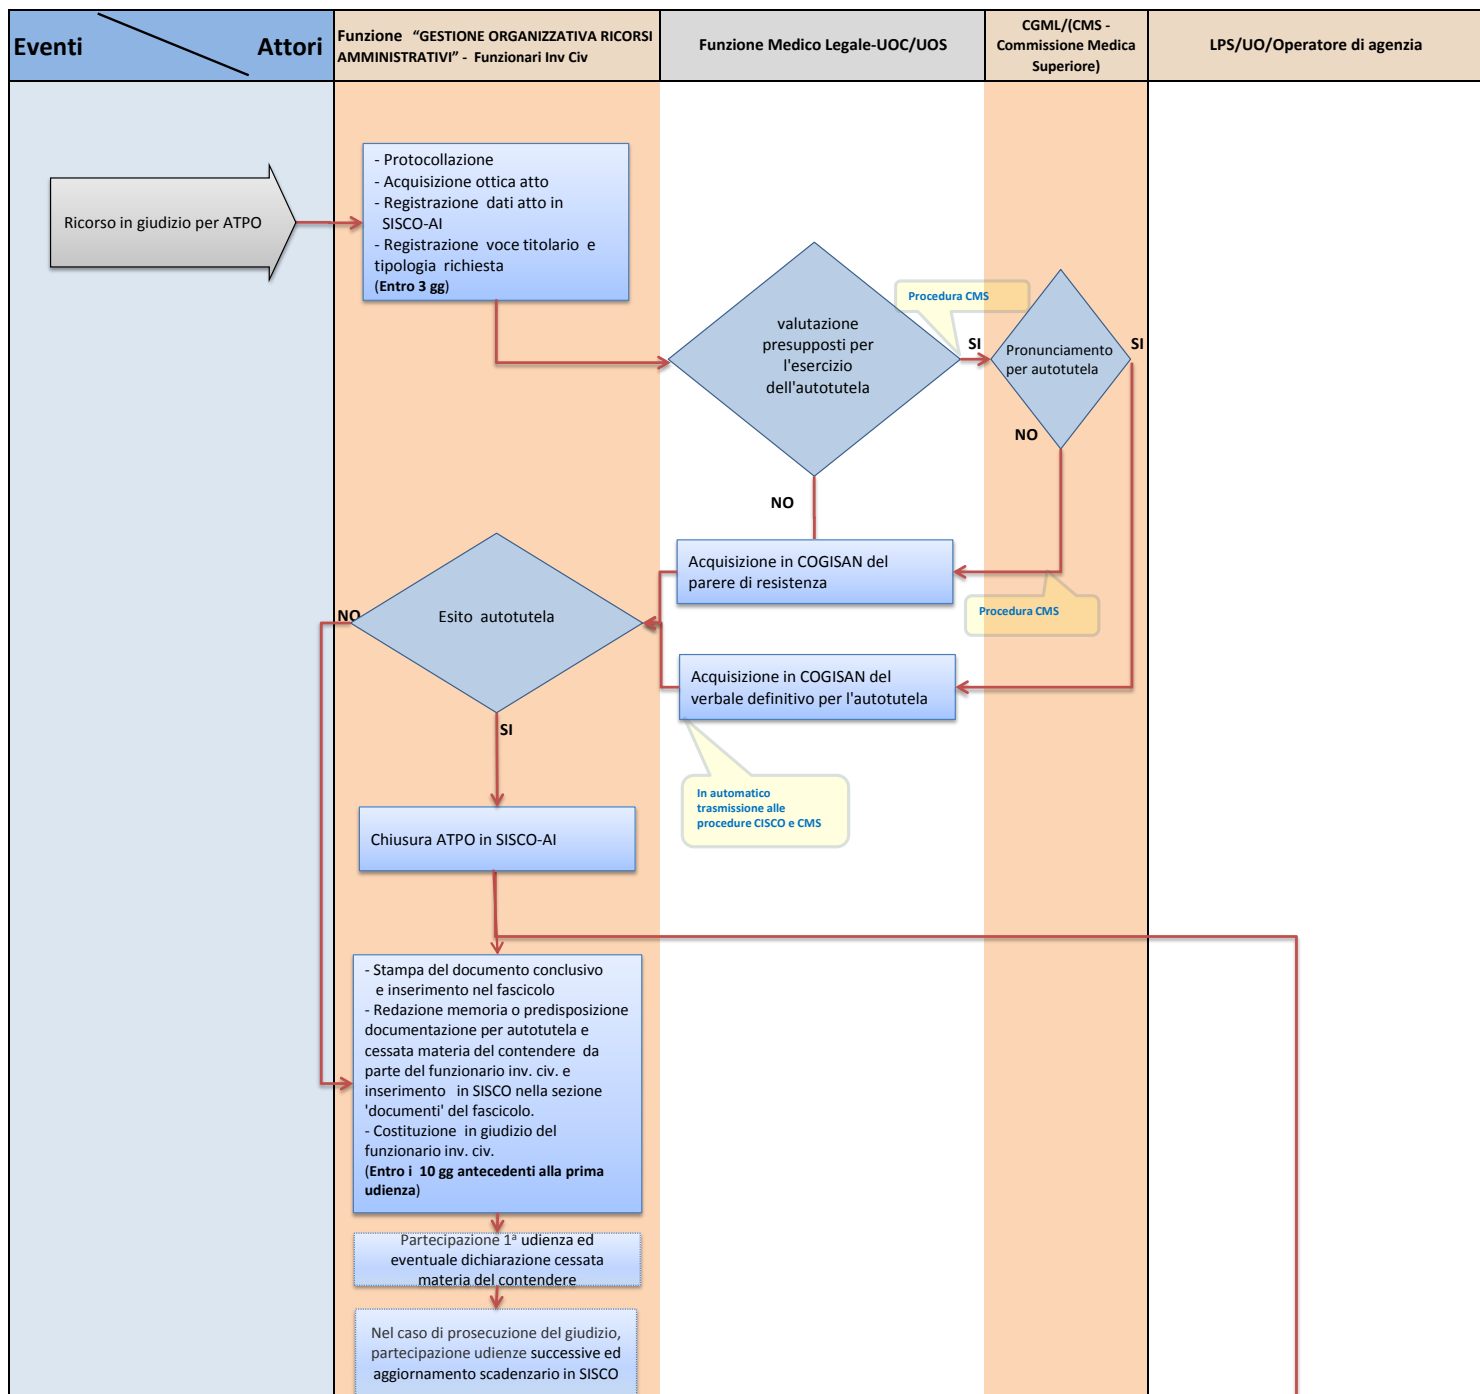 Eventi
Attori
Funzione “GESTIONE ORGANIZZATIVA RICORSI
AMMINISTRATIVI” - Funzionari Inv Civ
Funzione Medico Legale-UOC/UOS
CGML/(CMS -
Commissione Medica
Superiore)
LPS/UO/Operatore di agenzia
Ricorso in giudizio per ATPO
- Protocollazione
- Acquisizione ottica atto
- Registrazione dati atto in
SISCO-AI
- Registrazione voce titolario e
tipologia richiesta
(Entro 3 gg)
valutazione
presupposti per
l'esercizio
dell'autotutela
Procedura CMS
SI
Pronunciamento
per autotutela
SI
NO
NO
Acquisizione in COGISAN del
parere di resistenza
Procedura CMS
NO
Esito autotutela
Acquisizione in COGISAN del
verbale definitivo per l'autotutela
SI
In automatico
trasmissione alle
procedure CISCO e CMS
Chiusura ATPO in SISCO-AI
- Stampa del documento conclusivo
e inserimento nel fascicolo
- Redazione memoria o predisposizione
documentazione per autotutela e
cessata materia del contendere da
parte del funzionario inv. civ. e
inserimento in SISCO nella sezione
'documenti' del fascicolo.
- Costituzione in giudizio del
funzionario inv. civ.
(Entro i 10 gg antecedenti alla prima
udienza)
Partecipazione 1ª udienza ed
eventuale dichiarazione cessata
materia del contendere
Nel caso di prosecuzione del giudizio,
partecipazione udienze successive ed
aggiornamento scadenzario in SISCO